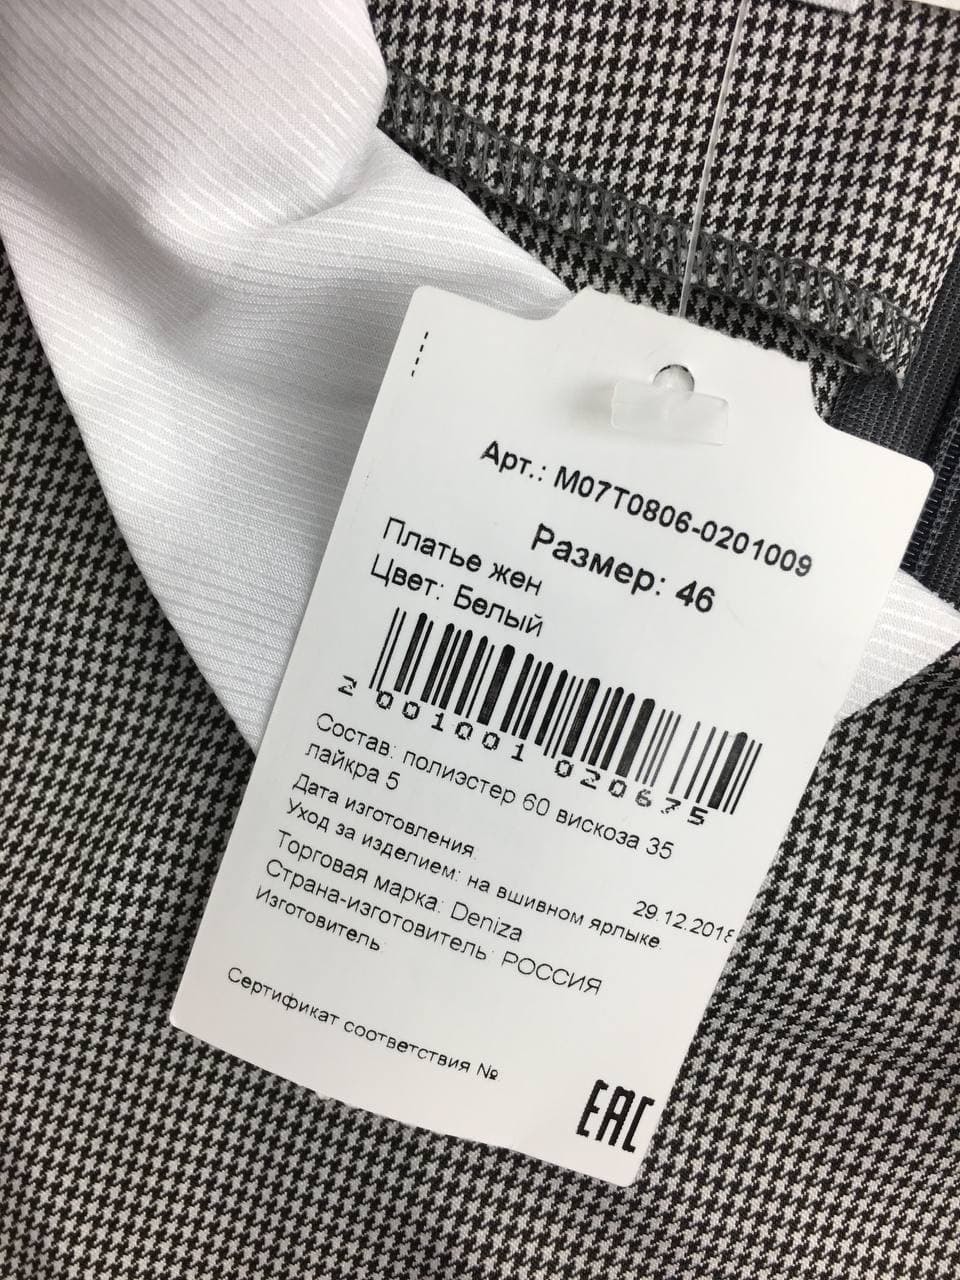 Арт.: M07T0806-0201009
Размер: 46
Платье жен
Цвет: Белый
2 001001 020675
Состав: полиэстер 60 вискоза 35
лайкра 5
Дата изготовления: 29.12.2018
Уход за изделием: на вшивном ярлыке.
Торговая марка: Deniza
Страна-изготовитель: РОССИЯ
Изготовитель:
Сертификат соответствия №
EAC